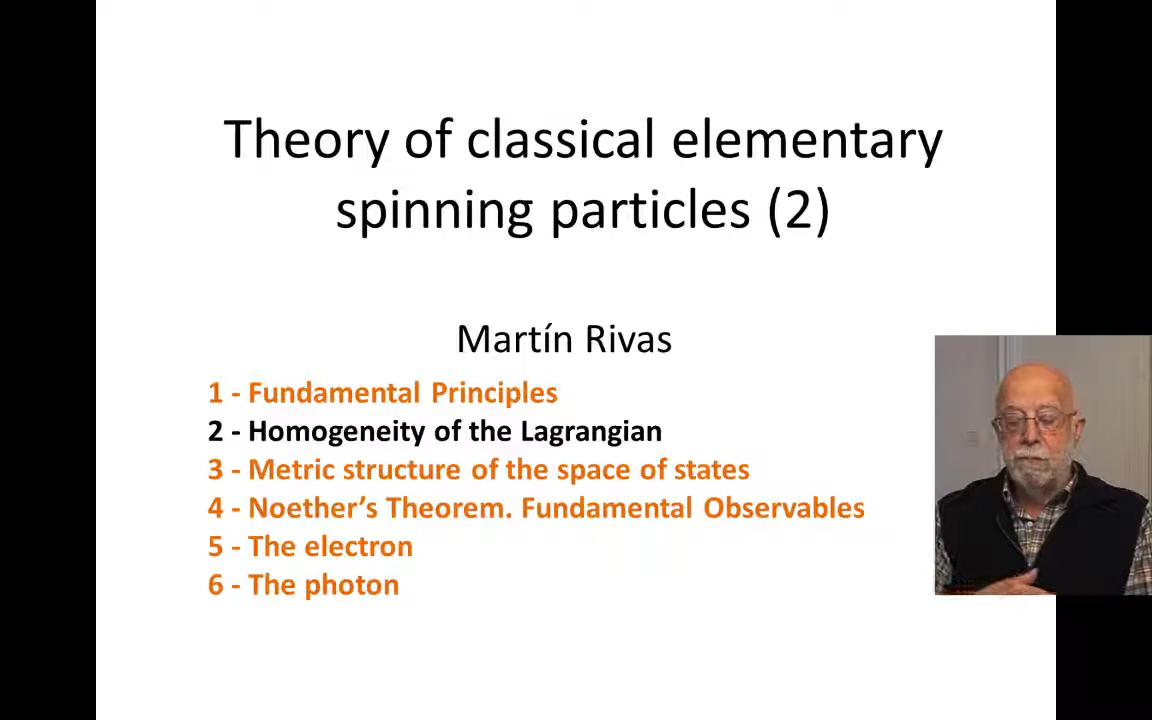 Theory of classical elementary
spinning particles (2)
Martín Rivas
1 - Fundamental Principles
2 - Homogeneity of the Lagrangian
3 - Metric structure of the space of states
4 - Noether’s Theorem. Fundamental Observables
5 - The electron
6 - The photon